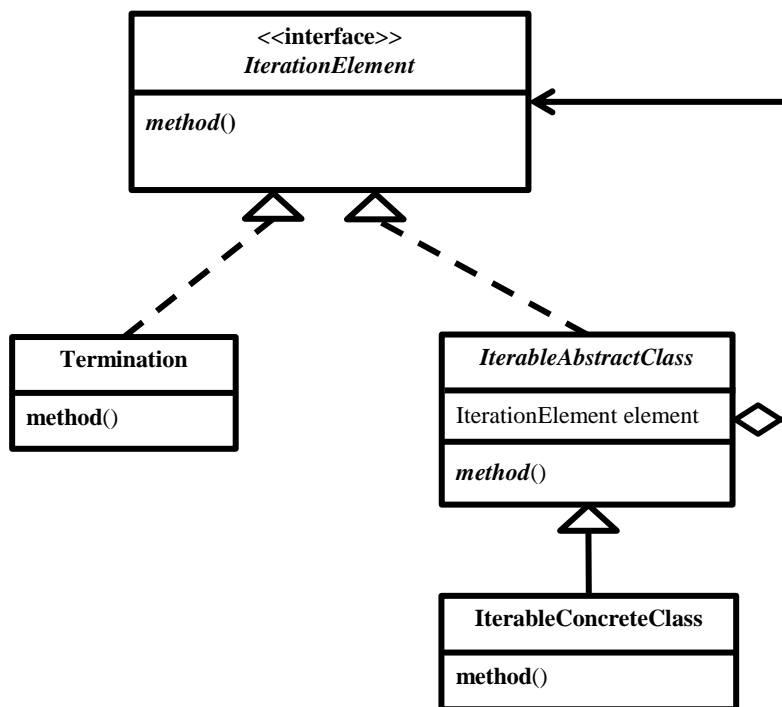 <<interface>>
IterationElement
method()
Termination
method()
IterableAbstractClass
IterationElement element
method()
IterableConcreteClass
method()